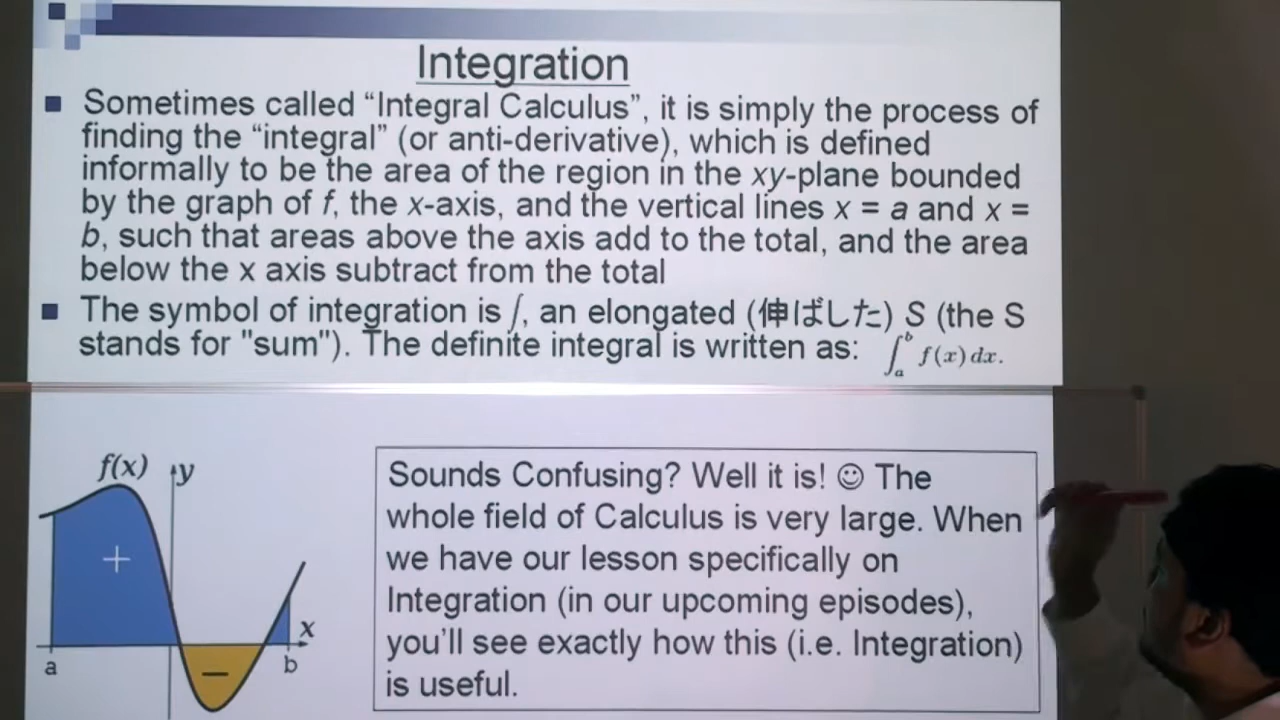 Integration
Sometimes called “Integral Calculus”, it is simply the process of
finding the “integral” (or anti-derivative), which is defined
informally to be the area of the region in the xy-plane bounded
by the graph of f, the x-axis, and the vertical lines x = a and x =
b, such that areas above the axis add to the total, and the area
below the x axis subtract from the total
The symbol of integration is ∫, an elongated (伸ばした) S (the S
stands for "sum"). The definite integral is written as: ∫ₐᵇ f(x) dx.
f(x)
y
+
x
a
−
b
Sounds Confusing? Well it is! ☺ The
whole field of Calculus is very large. When
we have our lesson specifically on
Integration (in our upcoming episodes),
you’ll see exactly how this (i.e. Integration)
is useful.